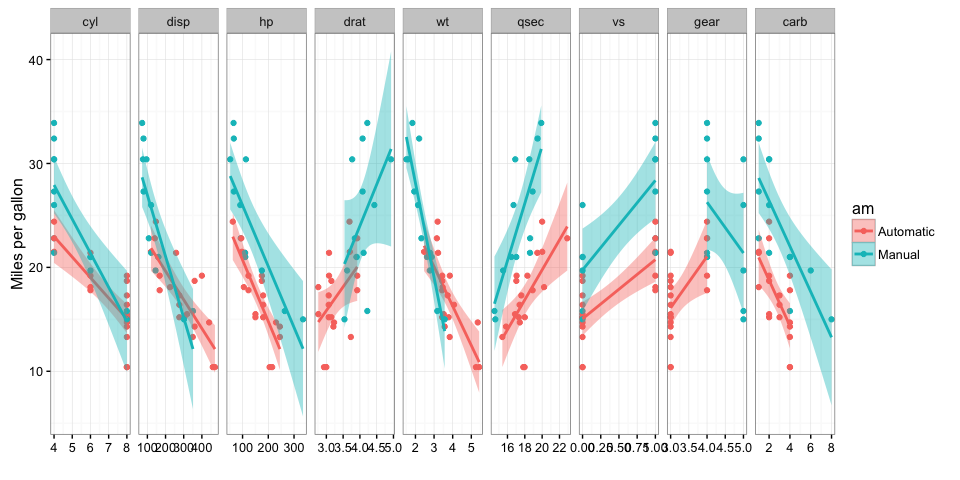 cyl disp hp drat wt qsec vs gear carb
40
30
20
10
Miles per gallon
4 5 6 7 8 100 200 300 400 100 200 300 3.0 3.5 4.0 4.5 5.0 2 3 4 5 16 18 20 22 0.00 0.25 0.50 0.75 1.00 3.0 3.5 4.0 4.5 5.0 2 4 6 8
am
Automatic
Manual